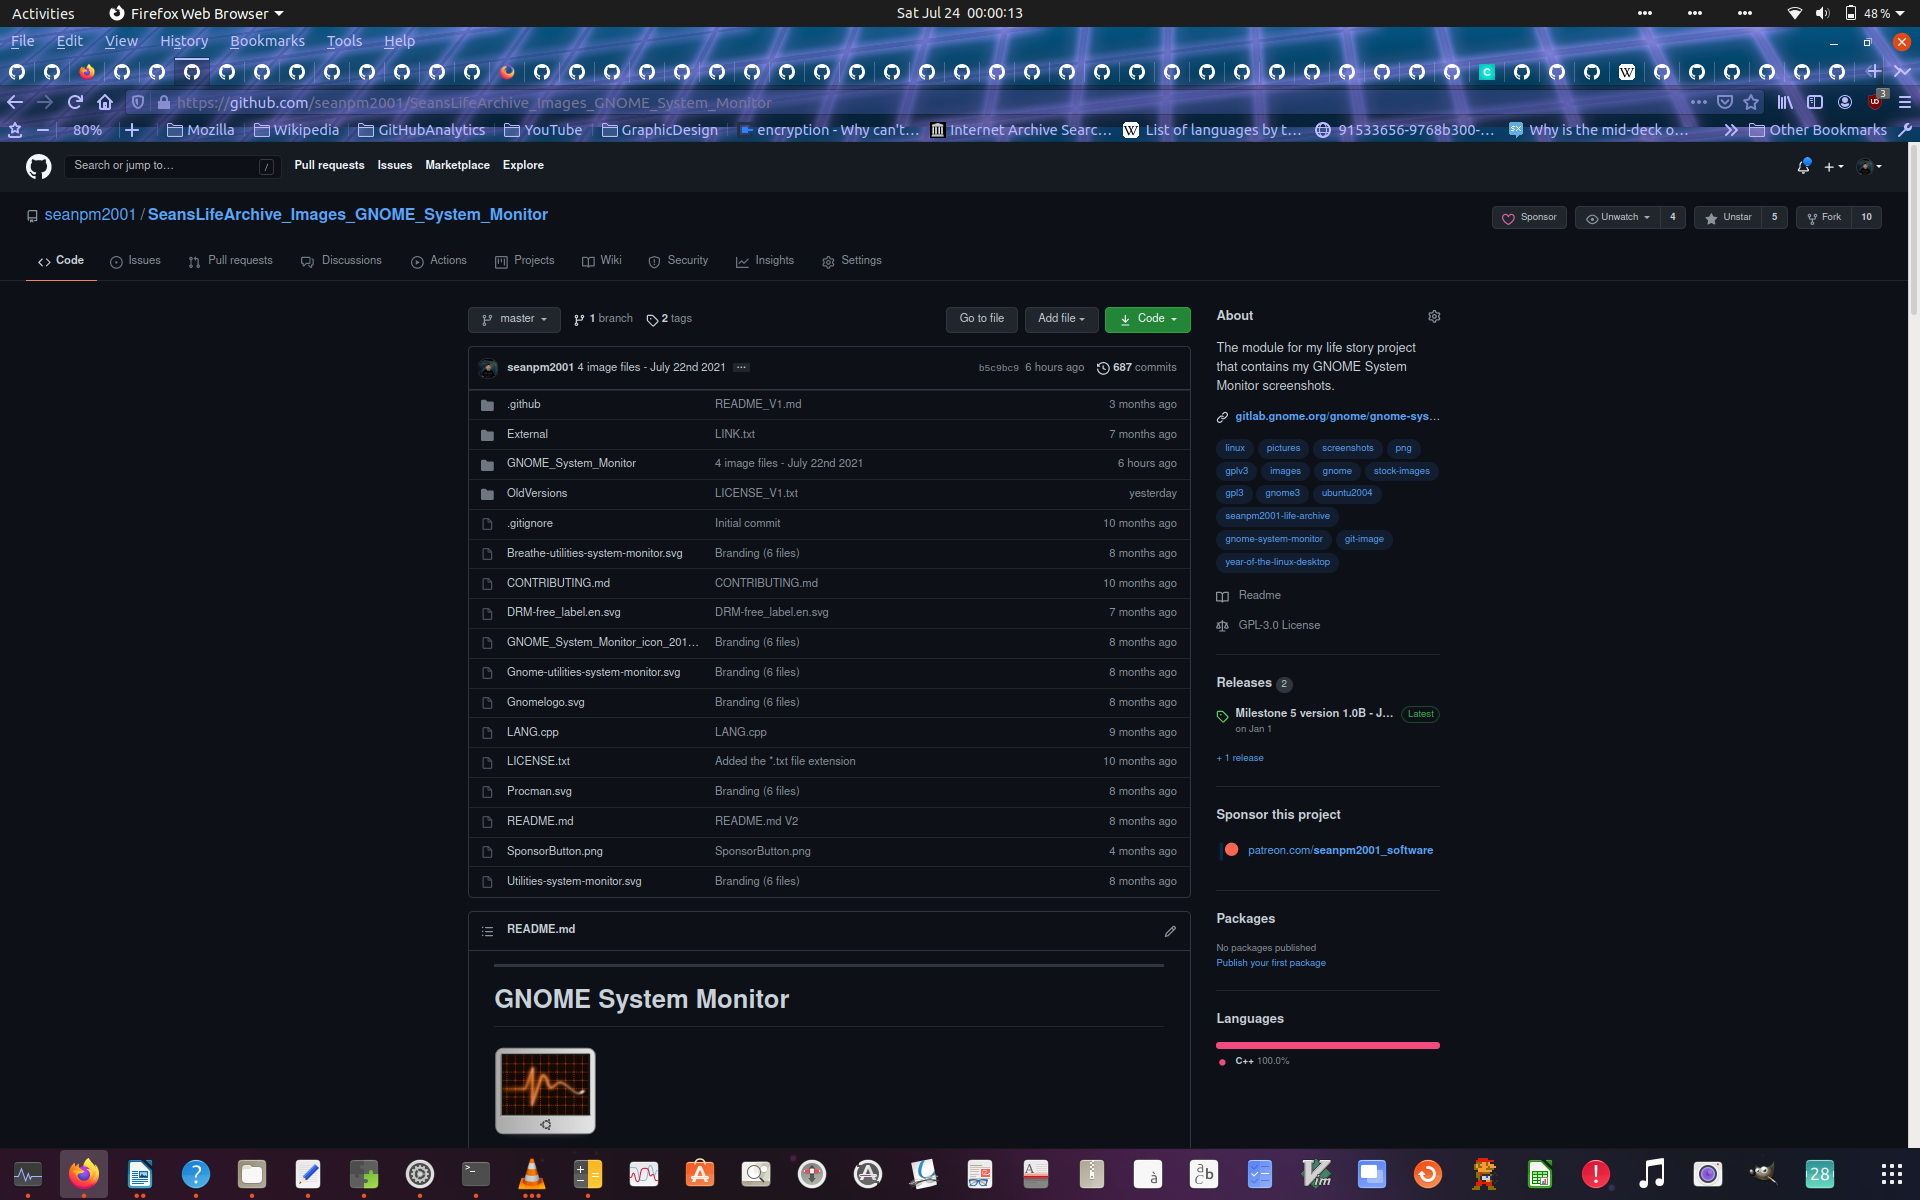 Activities Firefox Web Browser Sat Jul 24 00:00:13 48 %
File Edit View History Bookmarks Tools Help
https://github.com/seanpm2001/SeansLifeArchive_Images_GNOME_System_Monitor 3
80% Mozilla Wikipedia GitHubAnalytics YouTube GraphicDesign encryption - Why can't… Internet Archive Searc… List of languages by t… 91533656-9768b300-… Why is the mid-deck o… Other Bookmarks
Search or jump to… / Pull requests Issues Marketplace Explore
seanpm2001 / SeansLifeArchive_Images_GNOME_System_Monitor Sponsor Unwatch 4 Unstar 5 Fork 10
Code Issues Pull requests Discussions Actions Projects Wiki Security Insights Settings
master 1 branch 2 tags Go to file Add file Code
seanpm2001 4 image files - July 22nd 2021 … b5c9bc9 6 hours ago 687 commits
.github README_V1.md 3 months ago
External LINK.txt 7 months ago
GNOME_System_Monitor 4 image files - July 22nd 2021 6 hours ago
OldVersions LICENSE_V1.txt yesterday
.gitignore Initial commit 10 months ago
Breathe-utilities-system-monitor.svg Branding (6 files) 8 months ago
CONTRIBUTING.md CONTRIBUTING.md 10 months ago
DRM-free_label.en.svg DRM-free_label.en.svg 7 months ago
GNOME_System_Monitor_icon_201… Branding (6 files) 8 months ago
Gnome-utilities-system-monitor.svg Branding (6 files) 8 months ago
Gnomelogo.svg Branding (6 files) 8 months ago
LANG.cpp LANG.cpp 9 months ago
LICENSE.txt Added the *.txt file extension 10 months ago
Procman.svg Branding (6 files) 8 months ago
README.md README.md V2 8 months ago
SponsorButton.png SponsorButton.png 4 months ago
Utilities-system-monitor.svg Branding (6 files) 8 months ago
README.md
GNOME System Monitor
About
The module for my life story project
that contains my GNOME System
Monitor screenshots.
gitlab.gnome.org/gnome/gnome-sys…
linux pictures screenshots png
gplv3 images gnome stock-images
gpl3 gnome3 ubuntu2004
seanpm2001-life-archive
gnome-system-monitor git-image
year-of-the-linux-desktop
Readme
GPL-3.0 License
Releases 2
Milestone 5 version 1.0B - J… Latest
on Jan 1
+ 1 release
Sponsor this project
patreon.com/seanpm2001_software
Packages
No packages published
Publish your first package
Languages
C++ 100.0%
28